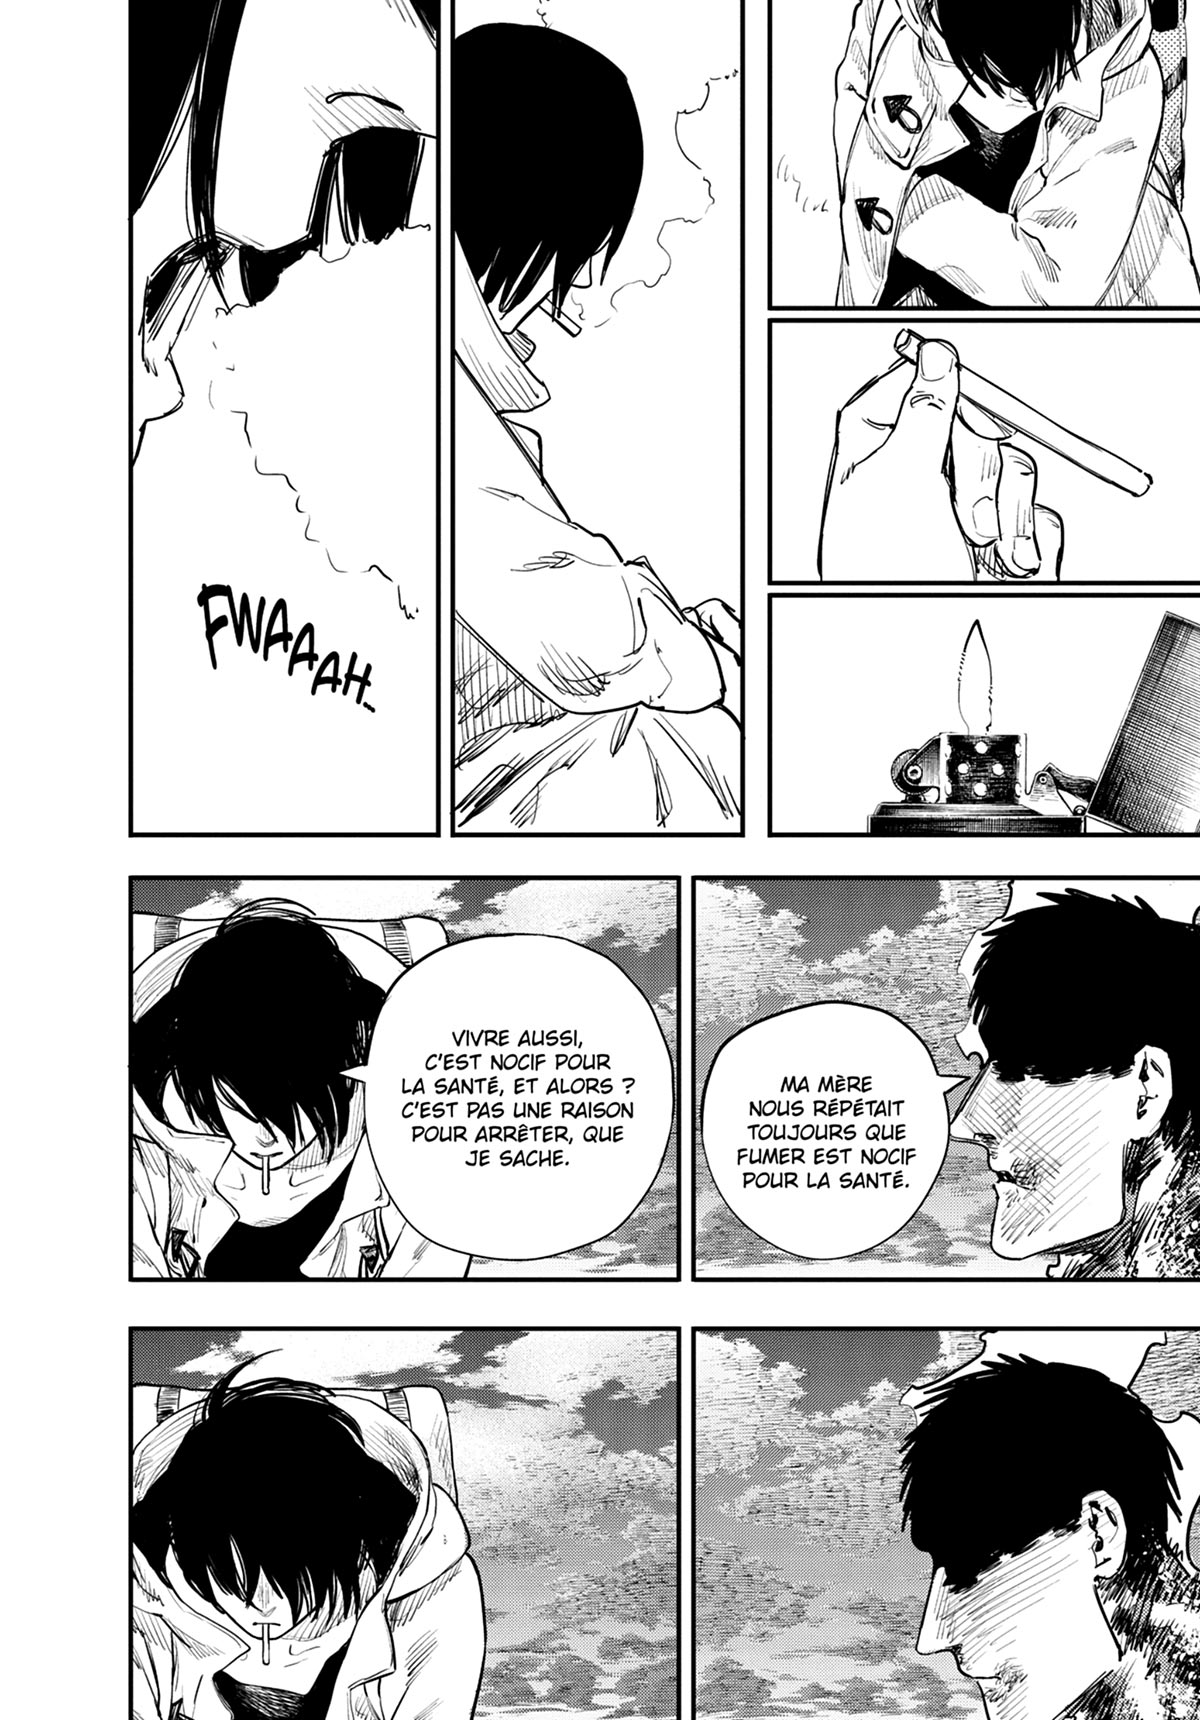 FWAAAH...
MA MÈRE
NOUS RÉPÉTAIT
TOUJOURS QUE
FUMER EST NOCIF
POUR LA SANTÉ.
VIVRE AUSSI,
C'EST NOCIF POUR
LA SANTÉ, ET ALORS ?
C'EST PAS UNE RAISON
POUR ARRÊTER, QUE
JE SACHE.